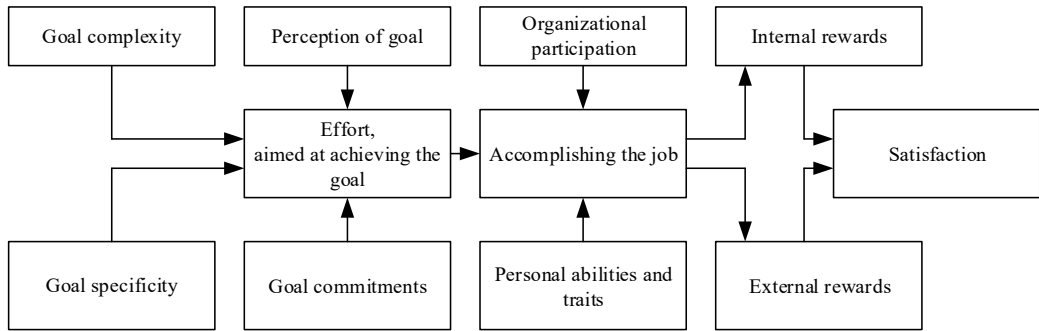 Goal complexity
Perception of goal
Organizational
participation
Internal rewards
Effort,
aimed at achieving the
goal
Accomplishing the job
Satisfaction
Goal specificity
Goal commitments
Personal abilities and
traits
External rewards